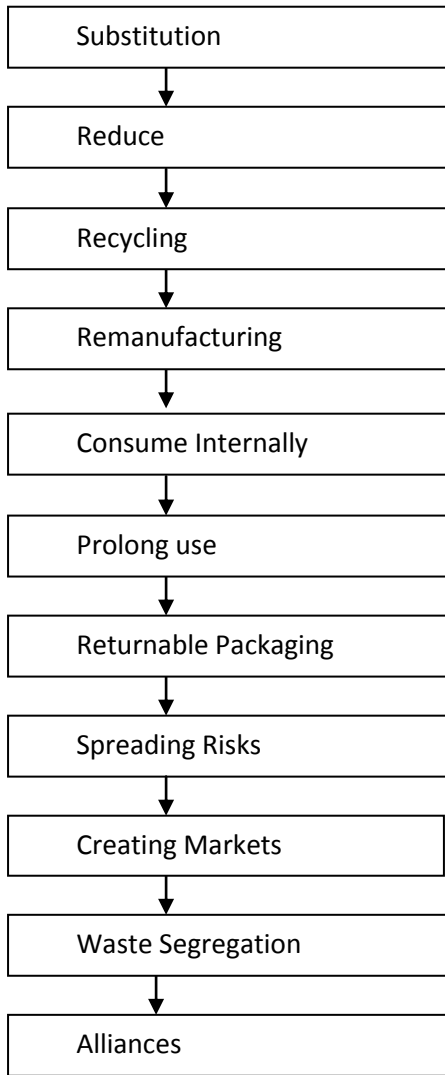 Substitution
Reduce
Recycling
Remanufacturing
Consume Internally
Prolong use
Returnable Packaging
Spreading Risks
Creating Markets
Waste Segregation
Alliances